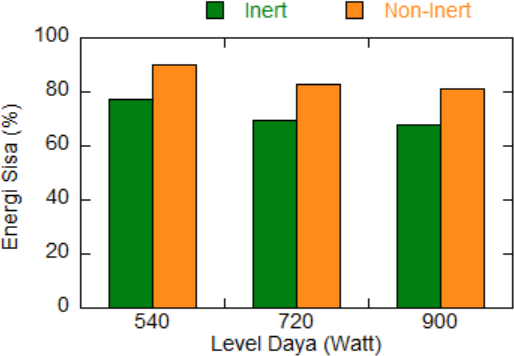 Inert Non-Inert
100
80
60
40
20
0
Energi Sisa (%)
540 720 900
Level Daya (Watt)